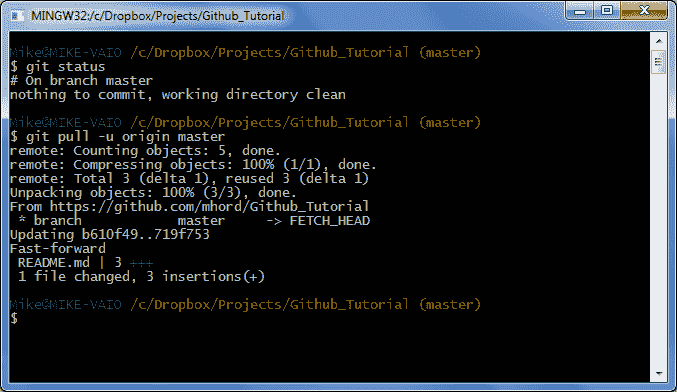 MINGW32:/c/Dropbox/Projects/Github_Tutorial
Mike@MIKE-VAIO /c/Dropbox/Projects/Github_Tutorial (master)
$ git status
# On branch master
nothing to commit, working directory clean
Mike@MIKE-VAIO /c/Dropbox/Projects/Github_Tutorial (master)
$ git pull -u origin master
remote: Counting objects: 5, done.
remote: Compressing objects: 100% (1/1), done.
remote: Total 3 (delta 1), reused 3 (delta 1)
Unpacking objects: 100% (3/3), done.
From https://github.com/mhord/Github_Tutorial
 * branch            master     -> FETCH_HEAD
Updating b610f49..719f753
Fast-forward
 README.md | 3 +++
 1 file changed, 3 insertions(+)
Mike@MIKE-VAIO /c/Dropbox/Projects/Github_Tutorial (master)
$